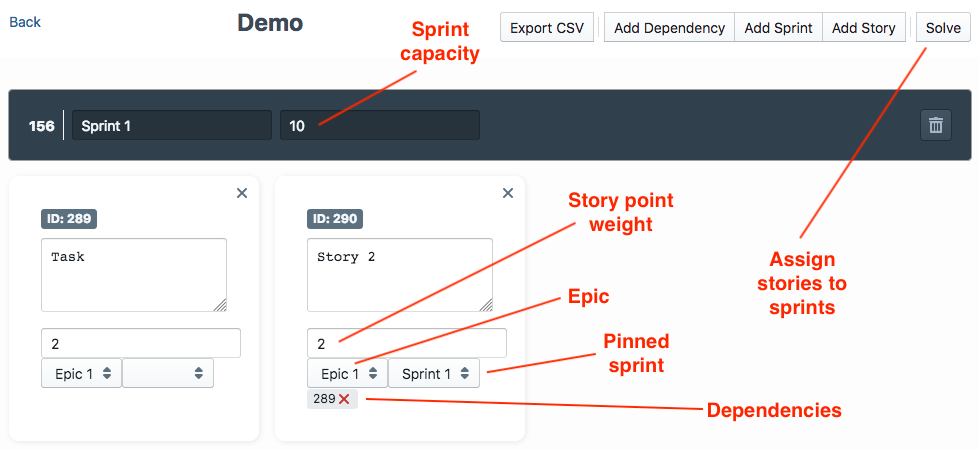 Back
Demo
Export CSV
Add Dependency
Add Sprint
Add Story
Solve
Sprint
capacity
156
Sprint 1
10
ID: 289
Task
2
Epic 1
ID: 290
Story 2
2
Epic 1
Sprint 1
289
Story point
weight
Epic
Pinned
sprint
Dependencies
Assign
stories to
sprints